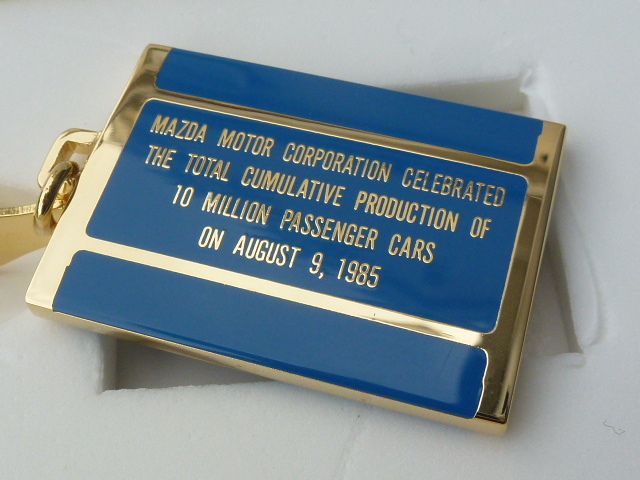 MAZDA MOTOR CORPORATION CELEBRATED
THE TOTAL CUMULATIVE PRODUCTION OF
10 MILLION PASSENGER CARS
ON AUGUST 9, 1985